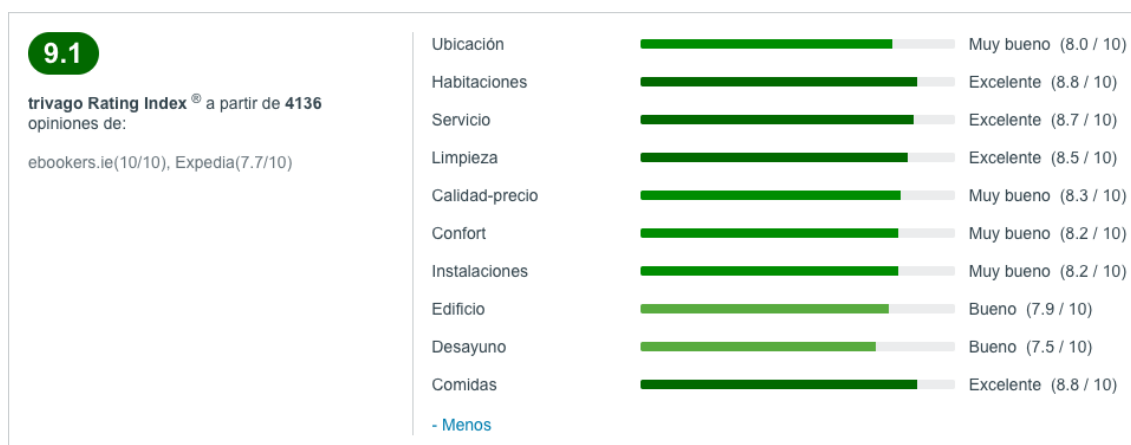 9.1
trivago Rating Index ® a partir de 4136
opiniones de:
ebookers.ie(10/10), Expedia(7.7/10)
Ubicación Muy bueno (8.0 / 10)
Habitaciones Excelente (8.8 / 10)
Servicio Excelente (8.7 / 10)
Limpieza Excelente (8.5 / 10)
Calidad-precio Muy bueno (8.3 / 10)
Confort Muy bueno (8.2 / 10)
Instalaciones Muy bueno (8.2 / 10)
Edificio Bueno (7.9 / 10)
Desayuno Bueno (7.5 / 10)
Comidas Excelente (8.8 / 10)
- Menos